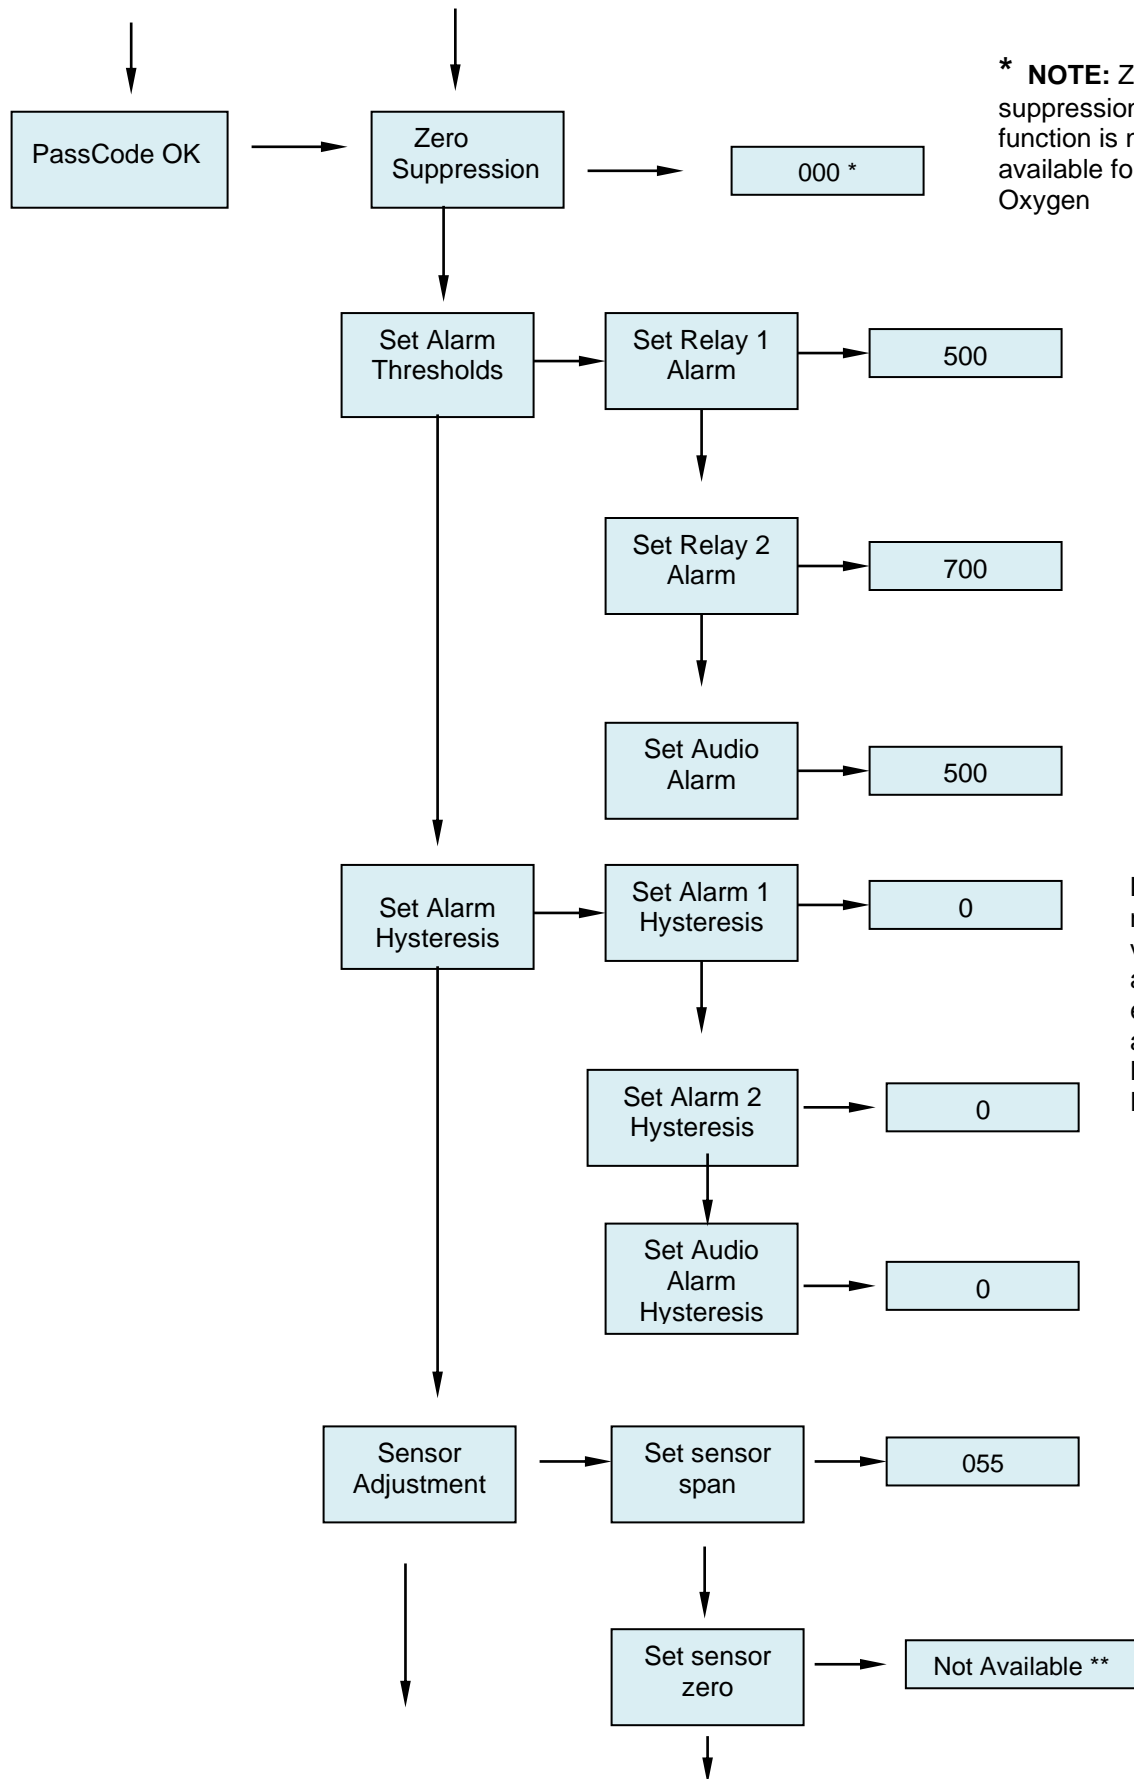 * NOTE: Z
suppression
function is
available fo
Oxygen
PassCode OK
Zero
Suppression
000 *
Set Alarm
Thresholds
Set Relay 1
Alarm
500
Set Relay 2
Alarm
700
Set Audio
Alarm
500
Set Alarm
Hysteresis
Set Alarm 1
Hysteresis
0
Set Alarm 2
Hysteresis
0
Set Audio
Alarm
Hysteresis
0
Sensor
Adjustment
Set sensor
span
055
Set sensor
zero
Not Available **